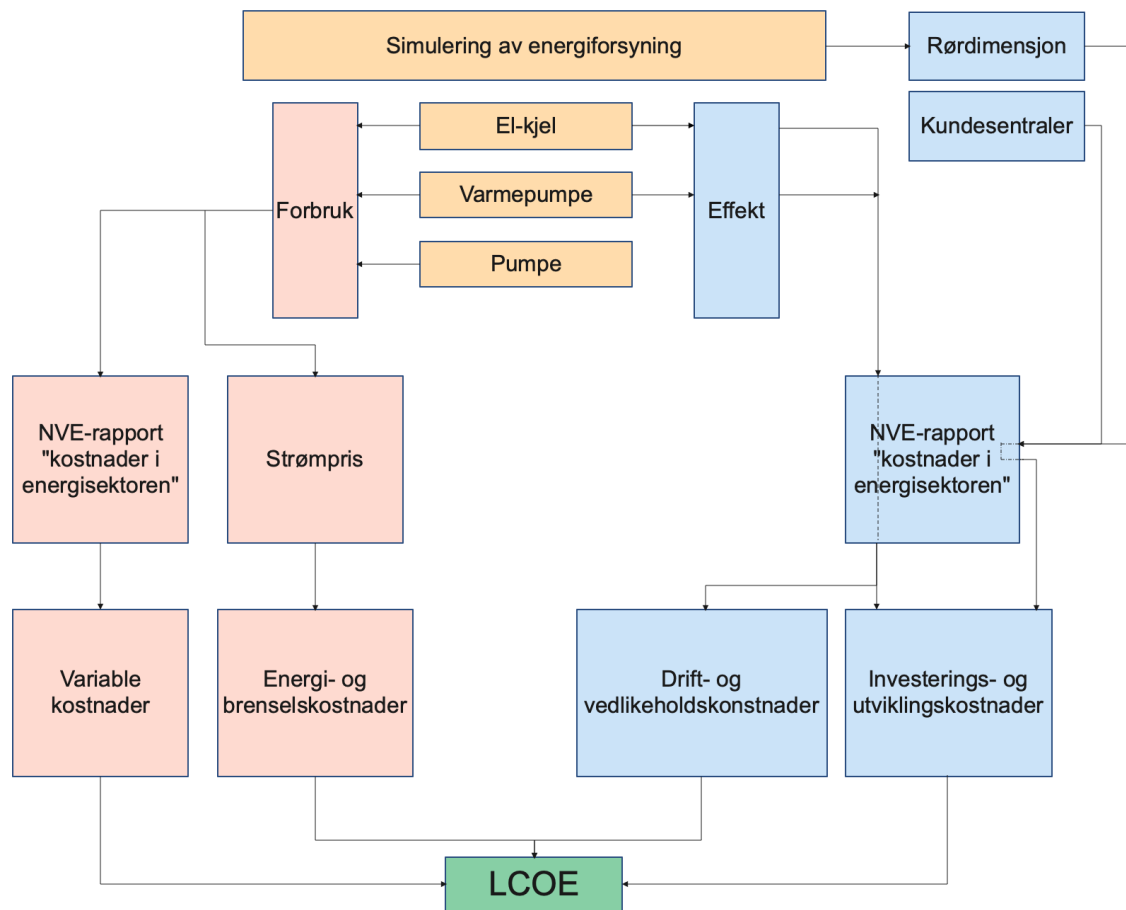 Simulering av energiforsyning
Rørdimensjon
Kundesentraler
El-kjel
Varmepumpe
Pumpe
Forbruk
Effekt
NVE-rapport
"kostnader i
energisektoren"
Strømpris
NVE-rapport
"kostnader i
energisektoren"
Variable
kostnader
Energi- og
brenselskostnader
Drift- og
vedlikeholdskonstnader
Investerings- og
utviklingskostnader
LCOE